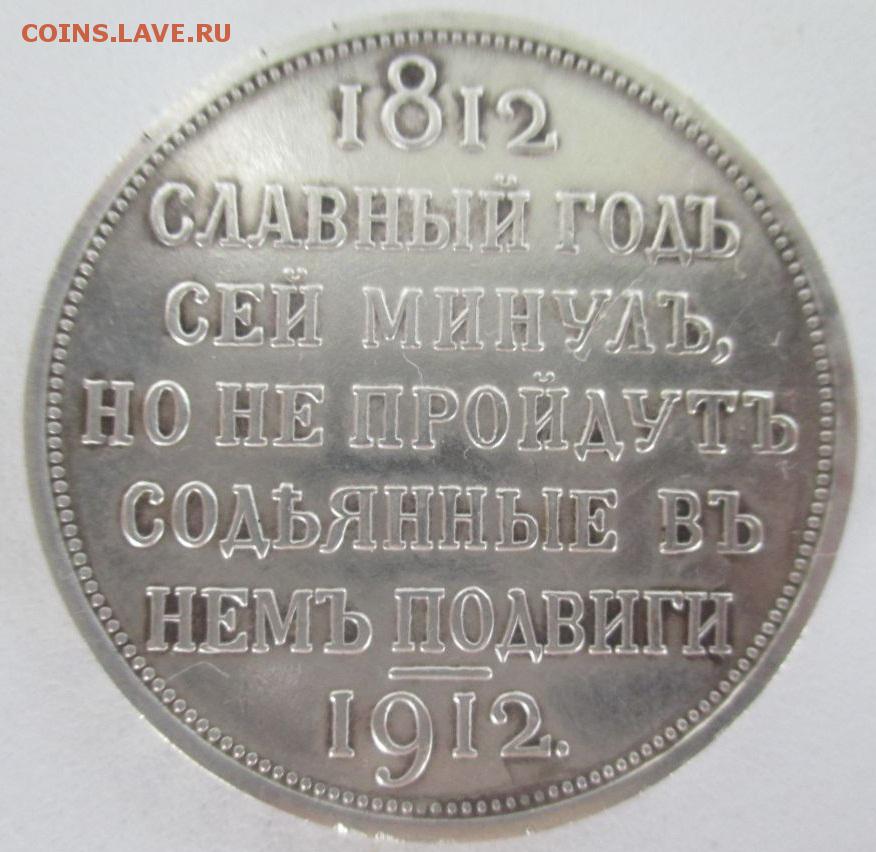 COINS.LAVE.RU
1812
СЛАВНЫЙ ГОДЪ
СЕЙ МИНУЛЪ,
НО НЕ ПРОЙДУТЪ
СОДѢЯННЫЕ ВЪ
НЕМЪ ПОДВИГИ
1912.